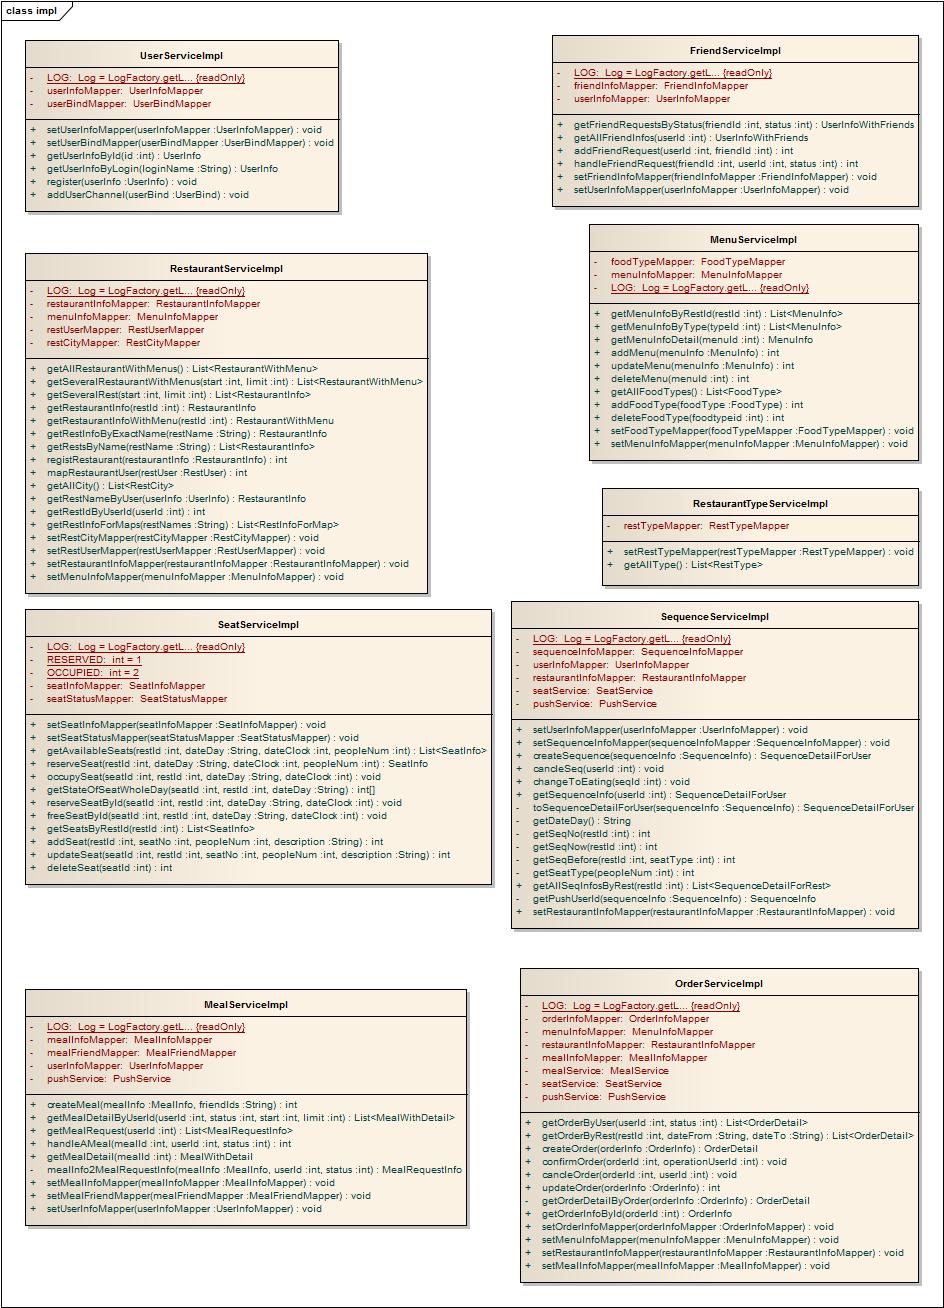 class impl
UserServiceImpl
- LOG: Log = LogFactory.getL... {readOnly}
- userInfoMapper: UserInfoMapper
- userBindMapper: UserBindMapper
+ setUserInfoMapper(userInfoMapper :UserInfoMapper) : void
+ setUserBindMapper(userBindMapper :UserBindMapper) : void
+ getUserInfoById(id :int) : UserInfo
+ getUserInfoByLogin(loginName :String) : UserInfo
+ register(userInfo :UserInfo) : void
+ addUserChannel(userBind :UserBind) : void
FriendServiceImpl
- LOG: Log = LogFactory.getL... {readOnly}
- friendInfoMapper: FriendInfoMapper
- userInfoMapper: UserInfoMapper
+ getFriendRequestsByStatus(friendId :int, status :int) : UserInfoWithFriends
+ getAllFriendInfos(userId :int) : UserInfoWithFriends
+ addFriendRequest(userId :int, friendId :int) : int
+ handleFriendRequest(friendId :int, userId :int, status :int) : int
+ setFriendInfoMapper(friendInfoMapper :FriendInfoMapper) : void
+ setUserInfoMapper(userInfoMapper :UserInfoMapper) : void
MenuServiceImpl
- foodTypeMapper: FoodTypeMapper
- menuInfoMapper: MenuInfoMapper
- LOG: Log = LogFactory.getL... {readOnly}
+ getMenuInfoByRestId(restId :int) : List<MenuInfo>
+ getMenuInfoByType(typeId :int) : List<MenuInfo>
+ getMenuInfoDetail(menuId :int) : MenuInfo
+ addMenu(menuInfo :MenuInfo) : int
+ updateMenu(menuInfo :MenuInfo) : int
+ deleteMenu(menuId :int) : int
+ getAllFoodTypes() : List<FoodType>
+ addFoodType(foodType :FoodType) : int
+ deleteFoodType(foodtypeid :int) : int
+ setFoodTypeMapper(foodTypeMapper :FoodTypeMapper) : void
+ setMenuInfoMapper(menuInfoMapper :MenuInfoMapper) : void
RestaurantServiceImpl
- LOG: Log = LogFactory.getL... {readOnly}
- restaurantInfoMapper: RestaurantInfoMapper
- menuInfoMapper: MenuInfoMapper
- restUserMapper: RestUserMapper
- restCityMapper: RestCityMapper
+ getAllRestaurantWithMenus() : List<RestaurantWithMenu>
+ getSeveralRestaurantWithMenus(start :int, limit :int) : List<RestaurantWithMenu>
+ getSeveralRest(start :int, limit :int) : List<RestaurantInfo>
+ getRestaurantInfo(restId :int) : RestaurantInfo
+ getRestaurantInfoWithMenu(restId :int) : RestaurantWithMenu
+ getRestInfoByExactName(restName :String) : RestaurantInfo
+ getRestsByName(restName :String) : List<RestaurantInfo>
+ registRestaurant(restaurantInfo :RestaurantInfo) : int
+ mapRestaurantUser(restUser :RestUser) : int
+ getAllCity() : List<RestCity>
+ getRestNameByUser(userInfo :UserInfo) : RestaurantInfo
+ getRestIdByUserId(userId :int) : int
+ getRestInfoForMaps(restNames :String) : List<RestInfoForMap>
+ setRestCityMapper(restCityMapper :RestCityMapper) : void
+ setRestUserMapper(restUserMapper :RestUserMapper) : void
+ setRestaurantInfoMapper(restaurantInfoMapper :RestaurantInfoMapper) : void
+ setMenuInfoMapper(menuInfoMapper :MenuInfoMapper) : void
RestaurantTypeServiceImpl
- restTypeMapper: RestTypeMapper
+ setRestTypeMapper(restTypeMapper :RestTypeMapper) : void
+ getAllType() : List<RestType>
SeatServiceImpl
- LOG: Log = LogFactory.getL... {readOnly}
- RESERVED: int = 1
- OCCUPIED: int = 2
- seatInfoMapper: SeatInfoMapper
- seatStatusMapper: SeatStatusMapper
+ setSeatInfoMapper(seatInfoMapper :SeatInfoMapper) : void
+ setSeatStatusMapper(seatStatusMapper :SeatStatusMapper) : void
+ getAvailableSeats(restId :int, dateDay :String, dateClock :int, peopleNum :int) : List<SeatInfo>
+ reserveSeat(restId :int, dateDay :String, dateClock :int, peopleNum :int) : SeatInfo
+ occupySeat(seatId :int, restId :int, dateDay :String, dateClock :int) : void
+ getStateOfSeatWholeDay(seatId :int, restId :int, dateDay :String) : int[]
+ reserveSeatById(seatId :int, restId :int, dateDay :String, dateClock :int) : void
+ freeSeatById(seatId :int, restId :int, dateDay :String, dateClock :int) : void
+ getSeatsByRestId(restId :int) : List<SeatInfo>
+ addSeat(restId :int, seatNo :int, peopleNum :int, description :String) : int
+ updateSeat(seatId :int, restId :int, seatNo :int, peopleNum :int, description :String) : int
+ deleteSeat(seatId :int) : int
SequenceServiceImpl
- LOG: Log = LogFactory.getL... {readOnly}
- sequenceInfoMapper: SequenceInfoMapper
- userInfoMapper: UserInfoMapper
- restaurantInfoMapper: RestaurantInfoMapper
- seatService: SeatService
- pushService: PushService
+ setUserInfoMapper(userInfoMapper :UserInfoMapper) : void
+ setSequenceInfoMapper(sequenceInfoMapper :SequenceInfoMapper) : void
+ createSequence(sequenceInfo :SequenceInfo) : SequenceDetailForUser
+ cancleSeq(userId :int) : void
+ changeToEating(seqId :int) : void
+ getSequenceInfo(userId :int) : SequenceDetailForUser
- toSequenceDetailForUser(sequenceInfo :SequenceInfo) : SequenceDetailForUser
- getDateDay() : String
- getSeqNo(restId :int) : int
- getSeqNow(restId :int) : int
- getSeqBefore(restId :int, seatType :int) : int
- getSeatType(peopleNum :int) : int
+ getAllSeqInfosByRest(restId :int) : List<SequenceDetailForRest>
- getPushUserId(sequenceInfo :SequenceInfo) : SequenceInfo
+ setRestaurantInfoMapper(restaurantInfoMapper :RestaurantInfoMapper) : void
MealServiceImpl
- LOG: Log = LogFactory.getL... {readOnly}
- mealInfoMapper: MealInfoMapper
- mealFriendMapper: MealFriendMapper
- userInfoMapper: UserInfoMapper
- pushService: PushService
+ createMeal(mealInfo :MealInfo, friendIds :String) : int
+ getMealDetailByUserId(userId :int, status :int, start :int, limit :int) : List<MealWithDetail>
+ getMealRequest(userId :int) : List<MealRequestInfo>
+ handleAMeal(mealId :int, userId :int, status :int) : int
+ getMealDetail(mealId :int) : MealWithDetail
- mealInfo2MealRequestInfo(mealInfo :MealInfo, userId :int, status :int) : MealRequestInfo
+ setMealInfoMapper(mealInfoMapper :MealInfoMapper) : void
+ setMealFriendMapper(mealFriendMapper :MealFriendMapper) : void
+ setUserInfoMapper(userInfoMapper :UserInfoMapper) : void
OrderServiceImpl
- LOG: Log = LogFactory.getL... {readOnly}
- orderInfoMapper: OrderInfoMapper
- menuInfoMapper: MenuInfoMapper
- restaurantInfoMapper: RestaurantInfoMapper
- mealInfoMapper: MealInfoMapper
- mealService: MealService
- seatService: SeatService
- pushService: PushService
+ getOrderByUser(userId :int, status :int) : List<OrderDetail>
+ getOrderByRest(restId :int, dateFrom :String, dateTo :String) : List<OrderDetail>
+ createOrder(orderInfo :OrderInfo) : OrderDetail
+ confirmOrder(orderId :int, operationUserId :int) : void
+ cancleOrder(orderId :int, userId :int) : void
+ updateOrder(orderInfo :OrderInfo) : int
- getOrderDetailByOrder(orderInfo :OrderInfo) : OrderDetail
+ getOrderInfoById(orderId :int) : OrderInfo
+ setOrderInfoMapper(orderInfoMapper :OrderInfoMapper) : void
+ setMenuInfoMapper(menuInfoMapper :MenuInfoMapper) : void
+ setRestaurantInfoMapper(restaurantInfoMapper :RestaurantInfoMapper) : void
+ setMealInfoMapper(mealInfoMapper :MealInfoMapper) : void